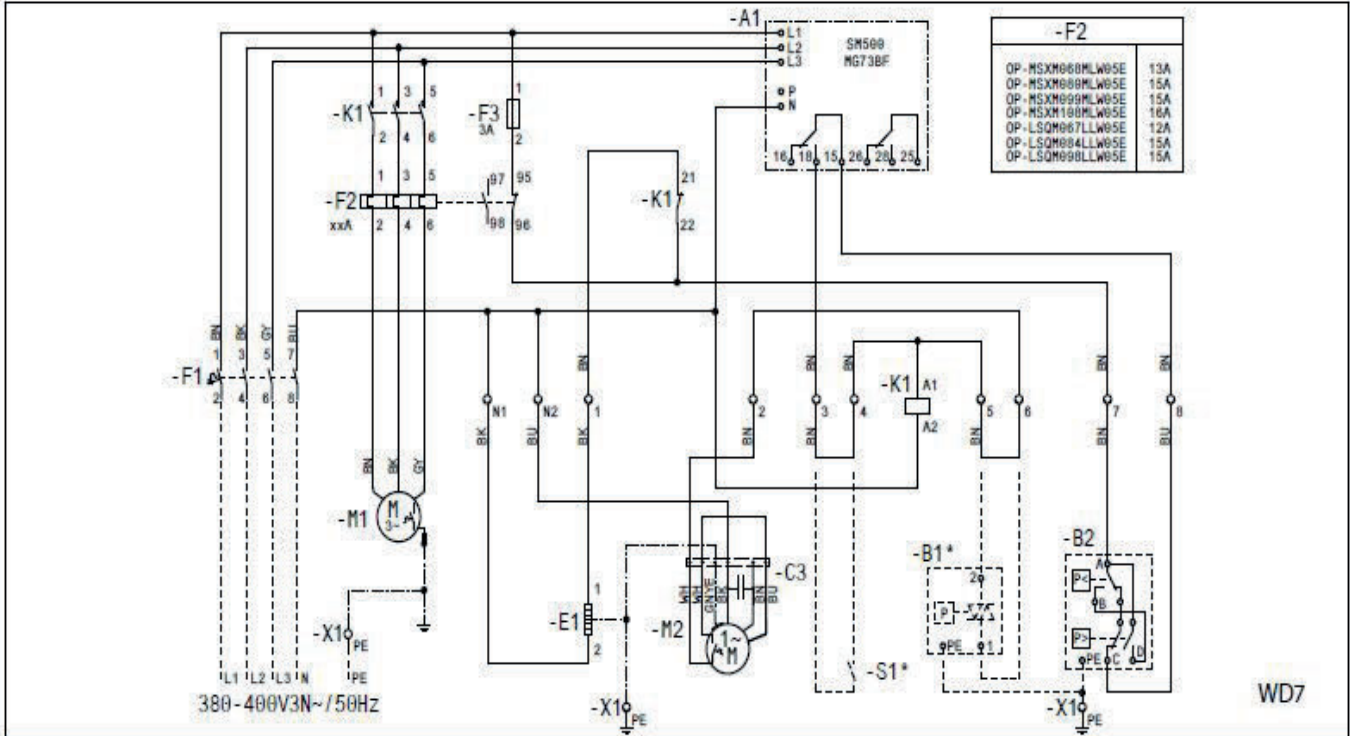 -A1
L1
L2
L3
P
N
SM500
MG73BF
16 18 15 26 28 25
-F2
OP-MSXM068MLW05E 13A
OP-MSXM080MLW05E 15A
OP-MSXM099MLW05E 15A
OP-MSXM108MLW05E 16A
OP-LSQM067LLW05E 12A
OP-LSQM084LLW05E 15A
OP-LSQM098LLW05E 15A
-K1
1 3 5
2 4 6
-F3
3A
1
2
-F2
xxA
1 3 5
2 4 6
97 95
98 96
-K1
21
22
BN BK GY BU
1 3 5 7
-F1
2 4 6 8
N1
BK
N2
BU
BN
1
BK
2
BN
BN
3
BN
BN
4
-K1
A1
A2
5
6
BN
7
BN
BN
8
BU
BN BK GY
-M1
M
3~
-X1
PE
L1 L2 L3 N PE
380-400V3N~/50Hz
-E1
1
2
-C3
WH WH GNYE BK BN BU
-M2
1~
M
-X1
PE
-S1*
-B1*
2
P
PE
1
-B2
A
P<
B
P>
PE
C
D
-X1
PE
WD7